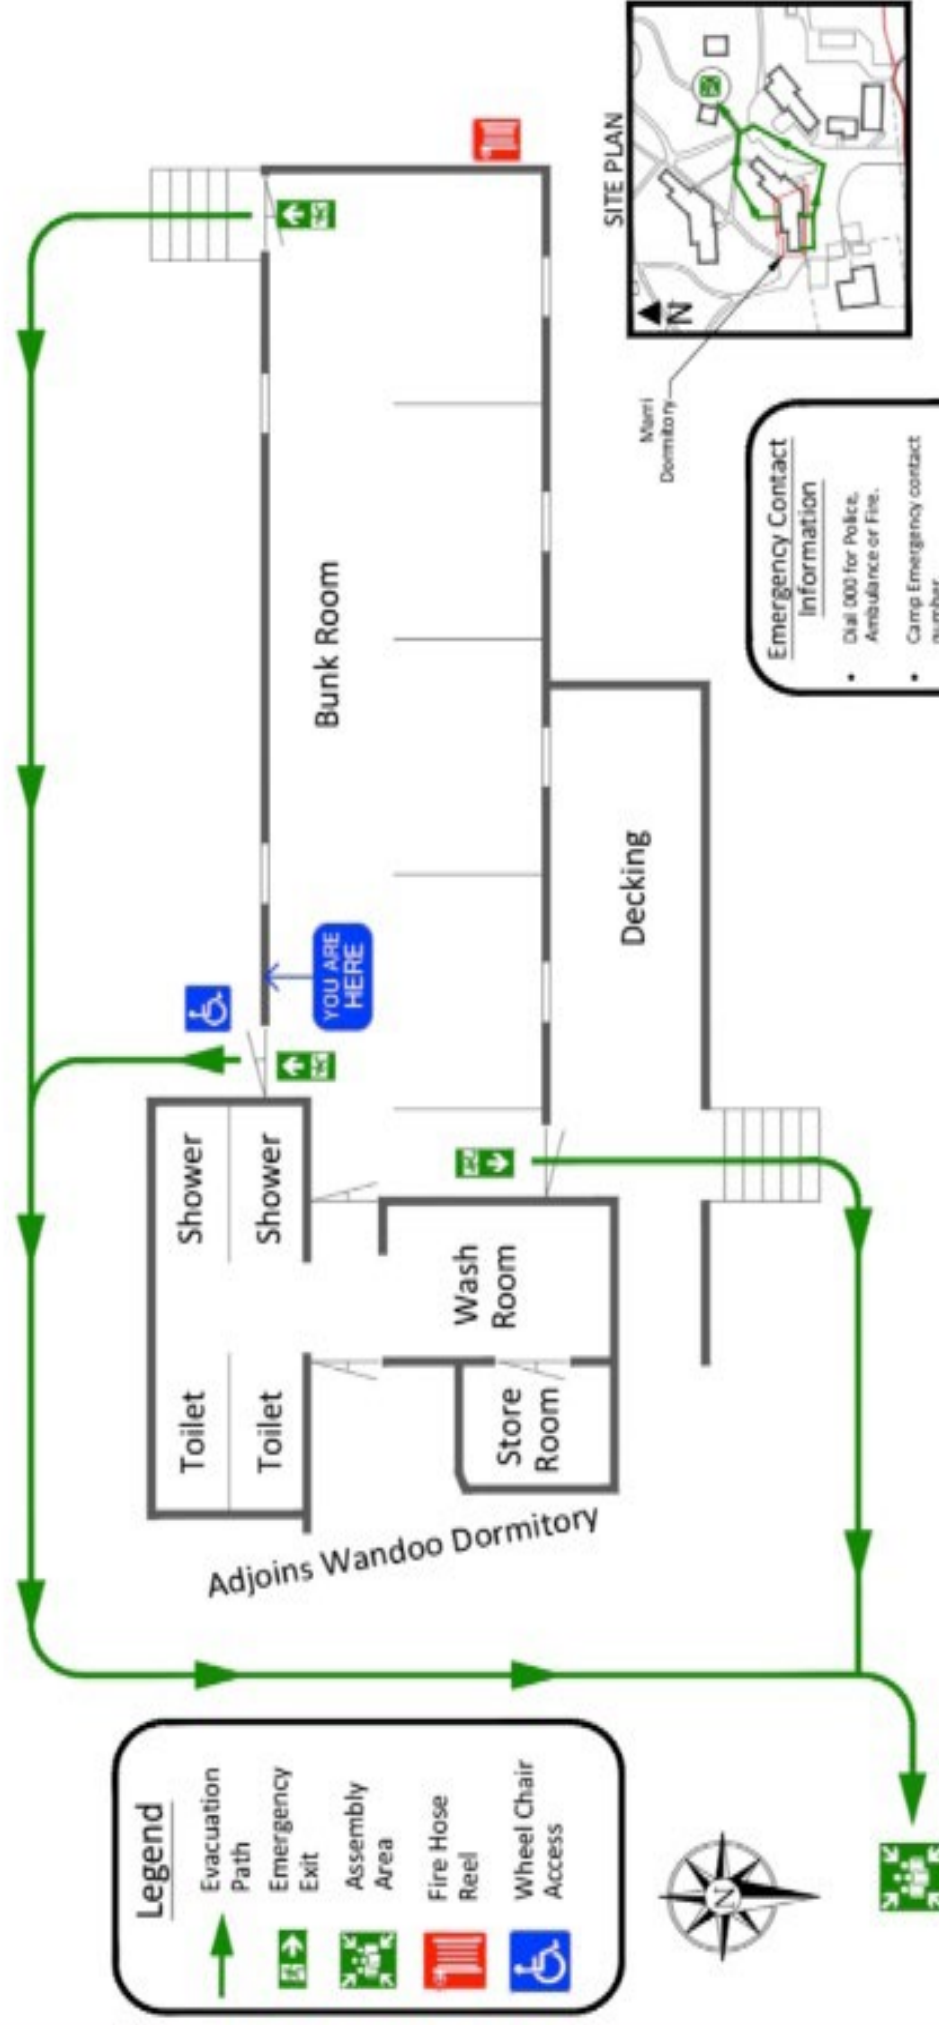 Legend
Evacuation
Path
Emergency
Exit
Assembly
Area
Fire Hose
Reel
Wheel Chair
Access
N
Toilet
Toilet
Shower
Shower
Wash
Room
Store
Room
Adjoins Wandoo Dormitory
YOU ARE
HERE
Bunk Room
Decking
SITE PLAN
N
Marri
Dormitory
Emergency Contact
Information
• Dial 000 for Police,
Ambulance or Fire.
• Camp Emergency contact